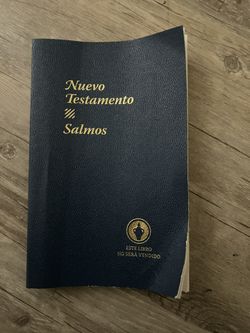 Nuevo
Testamento
Salmos
ESTE LIBRO
NO SERÁ VENDIDO